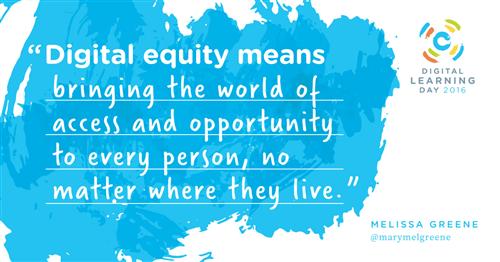 “Digital equity means
bringing the world of
access and opportunity
to every person, no
matter where they live.”
DIGITAL
LEARNING
DAY 2016
MELISSA GREENE
@marymelgreene